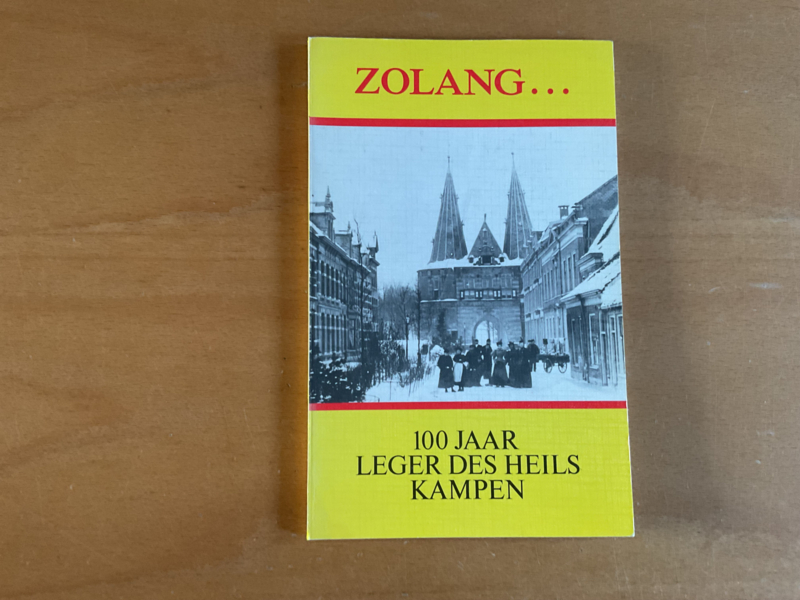 ZOLANG...
100 JAAR
LEGER DES HEILS
KAMPEN